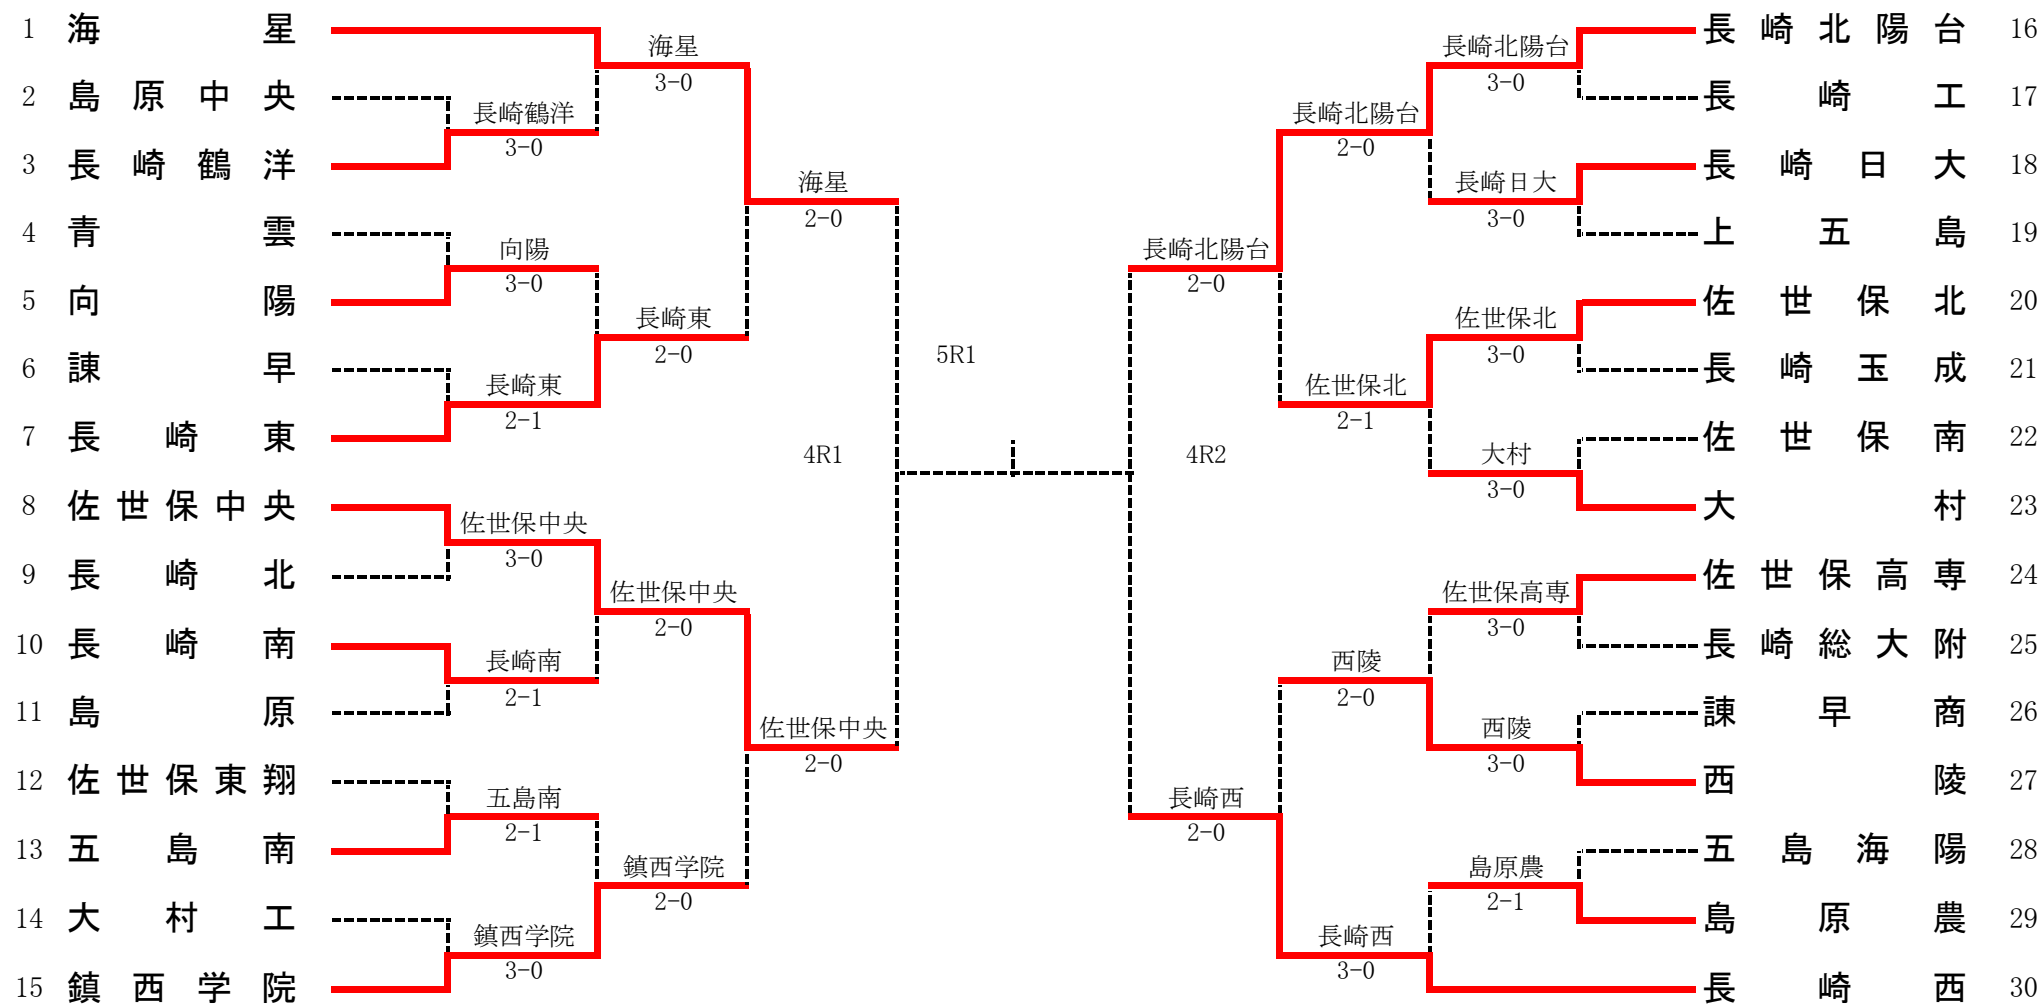 1 海星
2 島原中央
3 長崎鶴洋
4 青雲
5 向陽
6 諫早
7 長崎東
8 佐世保中央
9 長崎北
10 長崎南
11 島原
12 佐世保東翔
13 五島南
14 大村工
15 鎮西学院
長崎鶴洋
3-0
向陽
3-0
長崎東
2-1
佐世保中央
3-0
長崎南
2-1
五島南
2-1
鎮西学院
3-0
海星
3-0
長崎東
2-0
佐世保中央
2-0
鎮西学院
2-0
海星
2-0
佐世保中央
2-0
4R1
5R1
4R2
長崎北陽台
2-0
長崎西
2-0
長崎北陽台
2-0
佐世保北
2-1
西陵
2-0
長崎西
3-0
長崎北陽台
3-0
長崎日大
3-0
佐世保北
3-0
大村
3-0
佐世保高専
3-0
西陵
3-0
島原農
2-1
長崎北陽台 16
長崎工 17
長崎日大 18
上五島 19
佐世保北 20
長崎玉成 21
佐世保南 22
大村 23
佐世保高専 24
長崎総大附 25
諫早商 26
西陵 27
五島海陽 28
島原農 29
長崎西 30